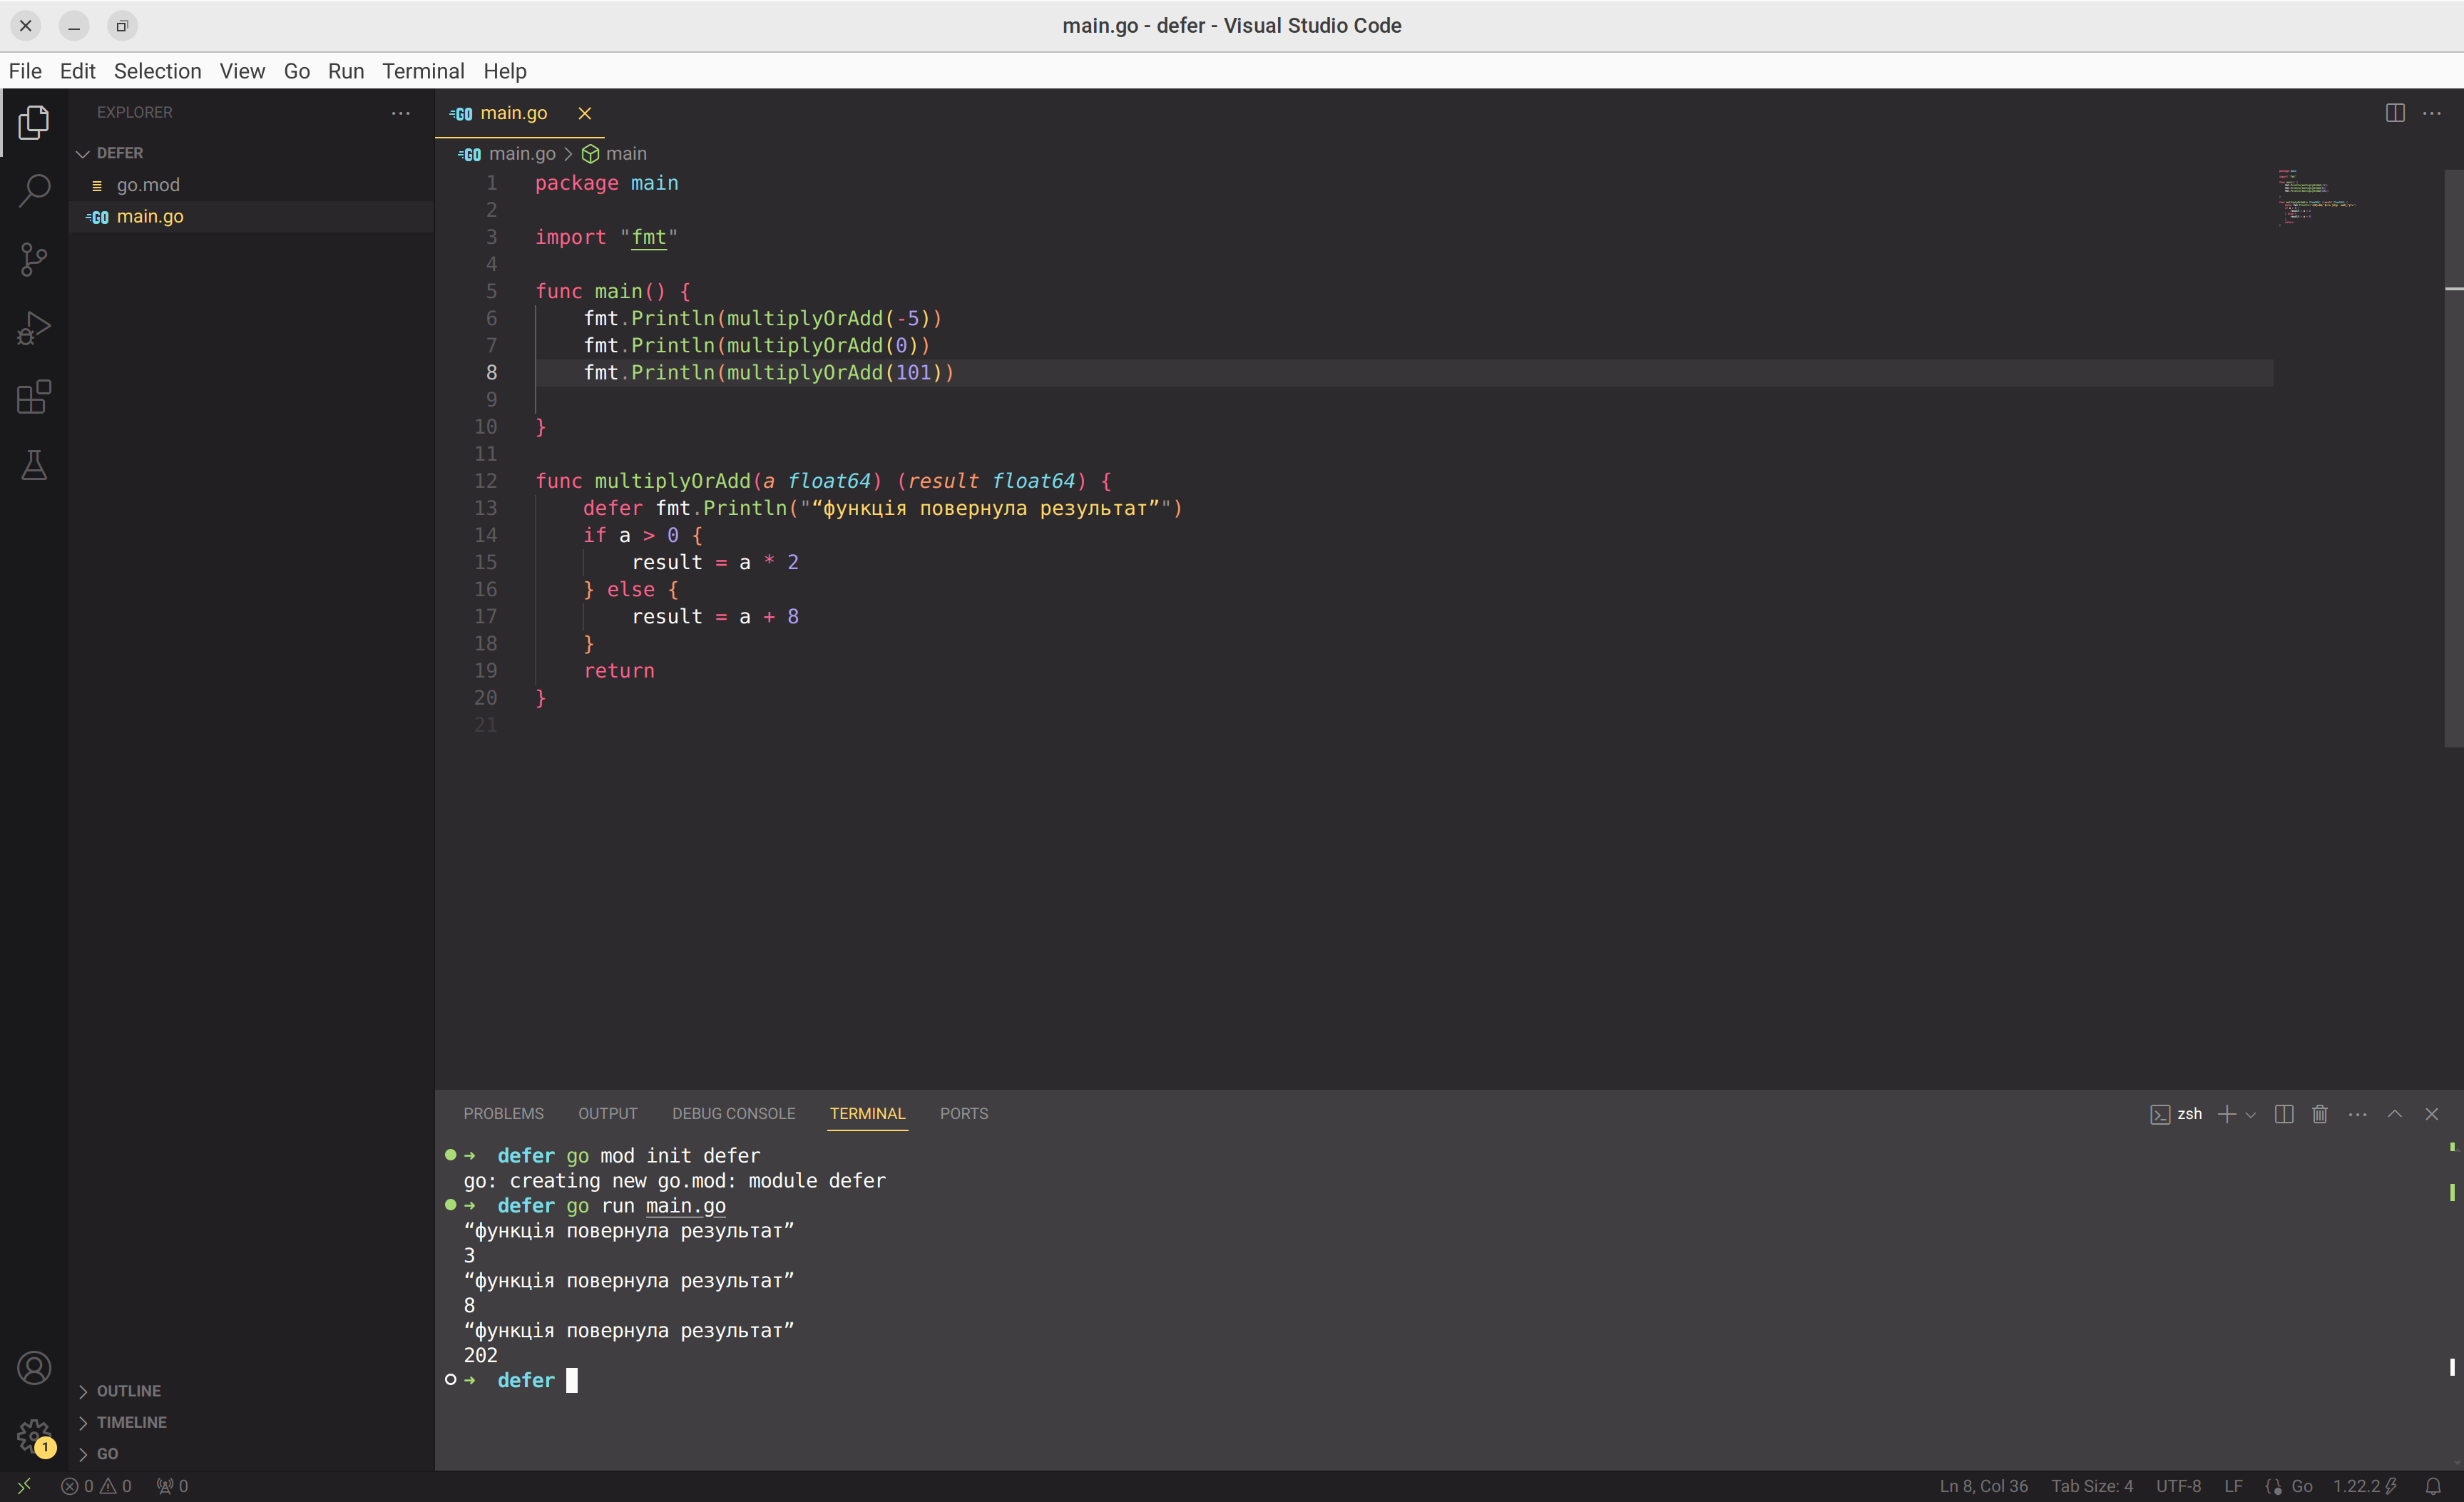 main.go - defer - Visual Studio Code
File Edit Selection View Go Run Terminal Help
EXPLORER
DEFER
go.mod
main.go
main.go
main.go > main
1 package main
2
3 import "fmt"
4
5 func main() {
6 fmt.Println(multiplyOrAdd(-5))
7 fmt.Println(multiplyOrAdd(0))
8 fmt.Println(multiplyOrAdd(101))
9
10 }
11
12 func multiplyOrAdd(a float64) (result float64) {
13 defer fmt.Println("“функція повернула результат”")
14 if a > 0 {
15 result = a * 2
16 } else {
17 result = a + 8
18 }
19 return
20 }
21
PROBLEMS OUTPUT DEBUG CONSOLE TERMINAL PORTS
zsh
➜ defer go mod init defer
go: creating new go.mod: module defer
➜ defer go run main.go
“функція повернула результат”
3
“функція повернула результат”
8
“функція повернула результат”
202
➜ defer
OUTLINE
TIMELINE
GO
1
0 0 0
Ln 8, Col 36 Tab Size: 4 UTF-8 LF Go 1.22.2